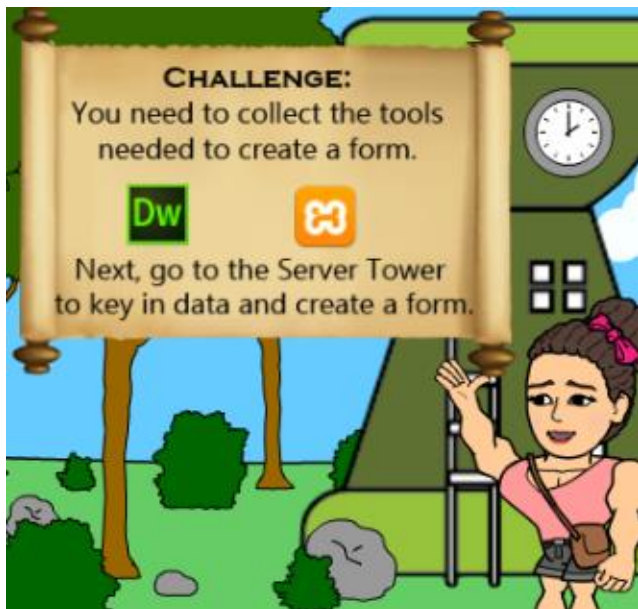 CHALLENGE:
You need to collect the tools
needed to create a form.
Dw
Next, go to the Server Tower
to key in data and create a form.